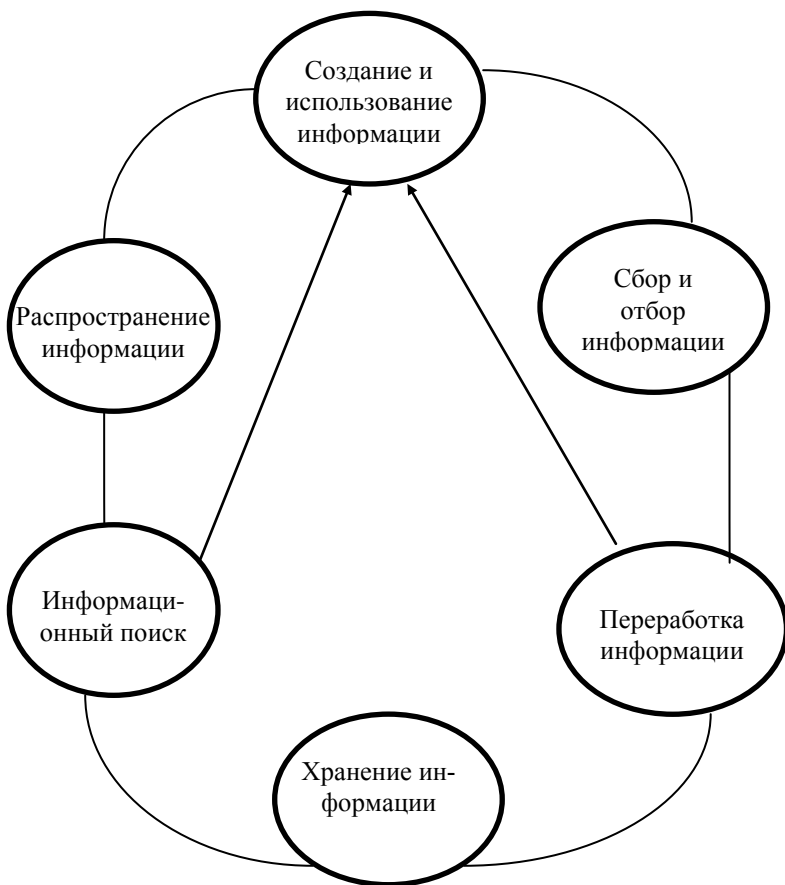 Создание и
использование
информации
Сбор и
отбор
информации
Распространение
информации
Информаци-
онный поиск
Переработка
информации
Хранение ин-
формации